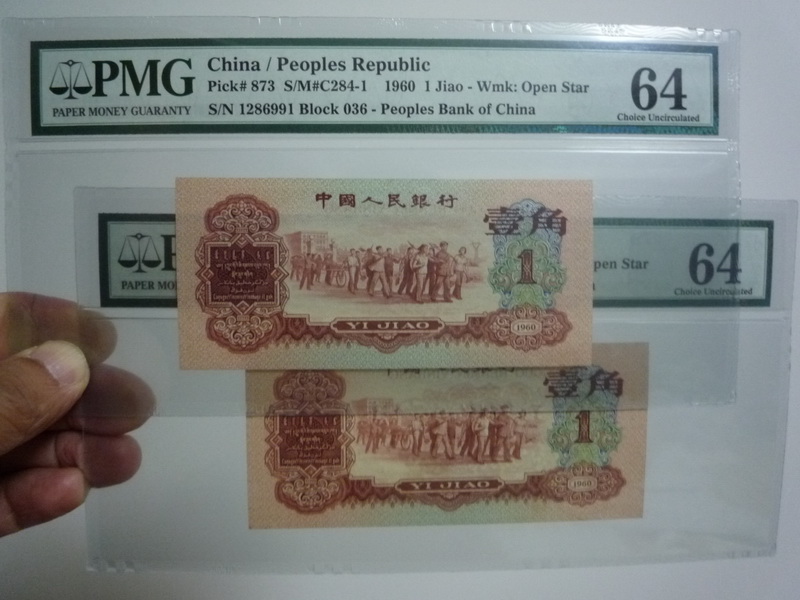 PMG
PAPER MONEY GUARANTY
China / Peoples Republic
Pick# 873 S/M#C284-1 1960 1 Jiao - Wmk: Open Star
S/N 1286991 Block 036 - Peoples Bank of China
64
Choice Uncirculated
中國人民銀行
壹角
1
YI JIAO
1960
PAPER MO
pen Star
64
Choice Uncirculated
壹角
1
YI JIAO
1960